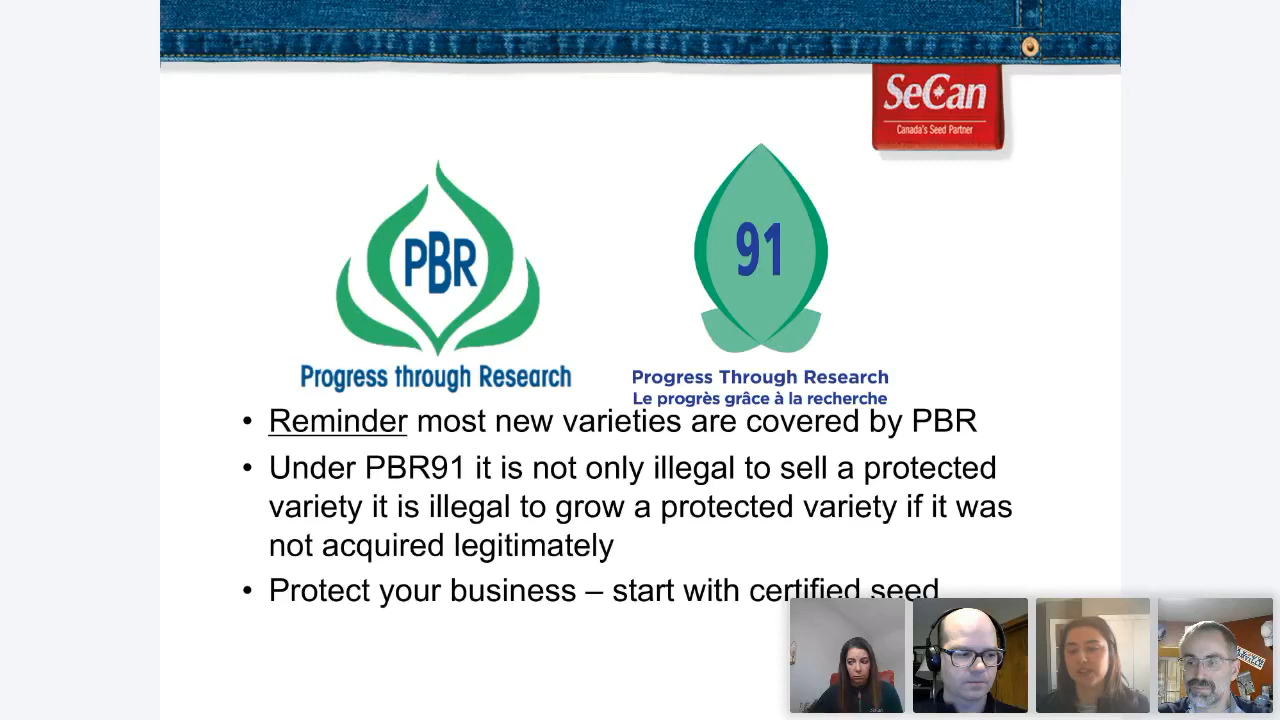 SeCan
Canada's Seed Partner
PBR
91
Progress through Research
Progress Through Research
Le progrès grâce à la recherche
• Reminder most new varieties are covered by PBR
• Under PBR91 it is not only illegal to sell a protected
variety it is illegal to grow a protected variety if it was
not acquired legitimately
• Protect your business – start with certified seed
SeCan